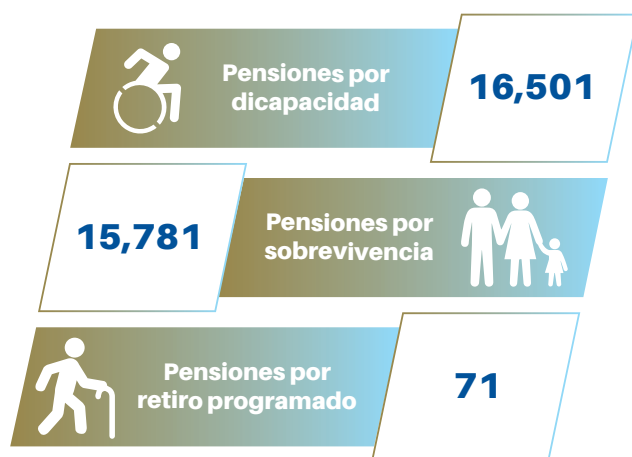 Pensiones por
dicapacidad
16,501
15,781
Pensiones por
sobrevivencia
Pensiones por
retiro programado
71